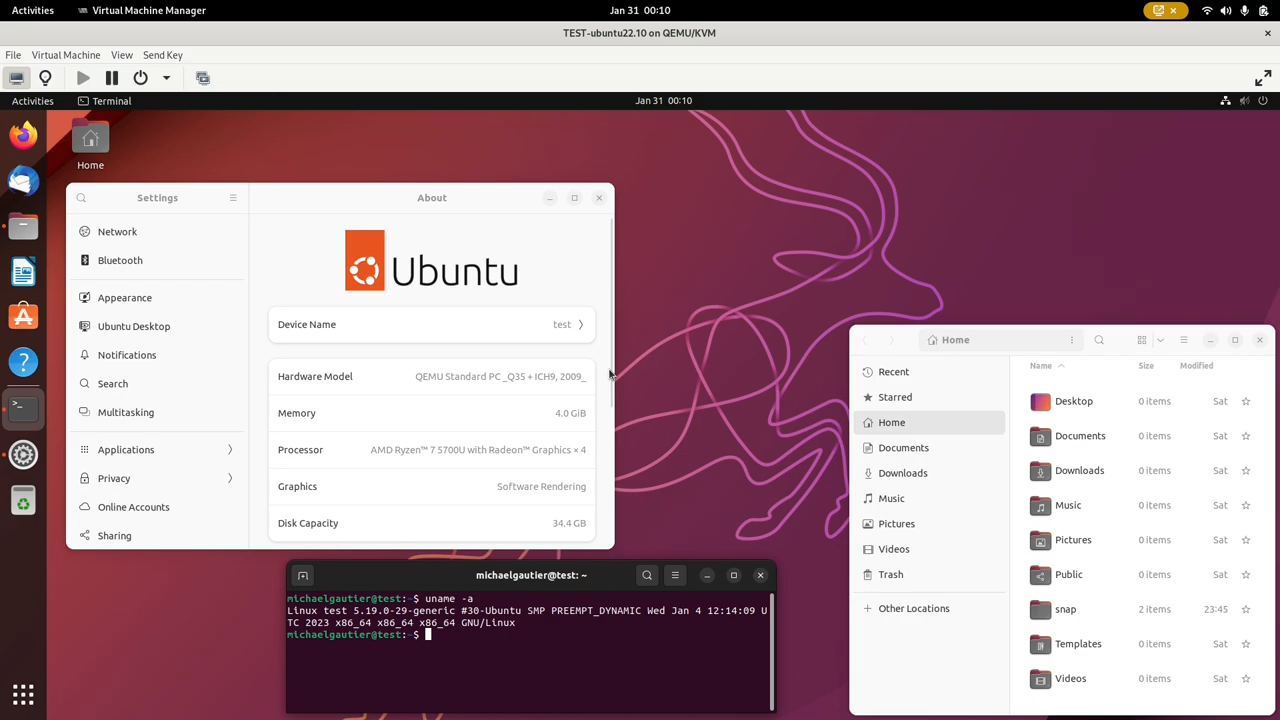 Activities Virtual Machine Manager Jan 31 00:10
TEST-ubuntu22.10 on QEMU/KVM
File Virtual Machine View Send Key
Activities Terminal Jan 31 00:10
Home
Settings About
Network
Bluetooth
Appearance
Ubuntu Desktop
Notifications
Search
Multitasking
Applications
Privacy
Online Accounts
Sharing
Ubuntu
Device Name test
Hardware Model QEMU Standard PC _Q35 + ICH9, 2009_
Memory 4.0 GiB
Processor AMD Ryzen™ 7 5700U with Radeon™ Graphics × 4
Graphics Software Rendering
Disk Capacity 34.4 GB
michaelgautier@test: ~
michaelgautier@test:~$ uname -a
Linux test 5.19.0-29-generic #30-Ubuntu SMP PREEMPT_DYNAMIC Wed Jan 4 12:14:09 U
TC 2023 x86_64 x86_64 x86_64 GNU/Linux
michaelgautier@test:~$
Home
Recent
Starred
Home
Documents
Downloads
Music
Pictures
Videos
Trash
Other Locations
Name Size Modified
Desktop 0 items Sat
Documents 0 items Sat
Downloads 0 items Sat
Music 0 items Sat
Pictures 0 items Sat
Public 0 items Sat
snap 2 items 23:45
Templates 0 items Sat
Videos 0 items Sat